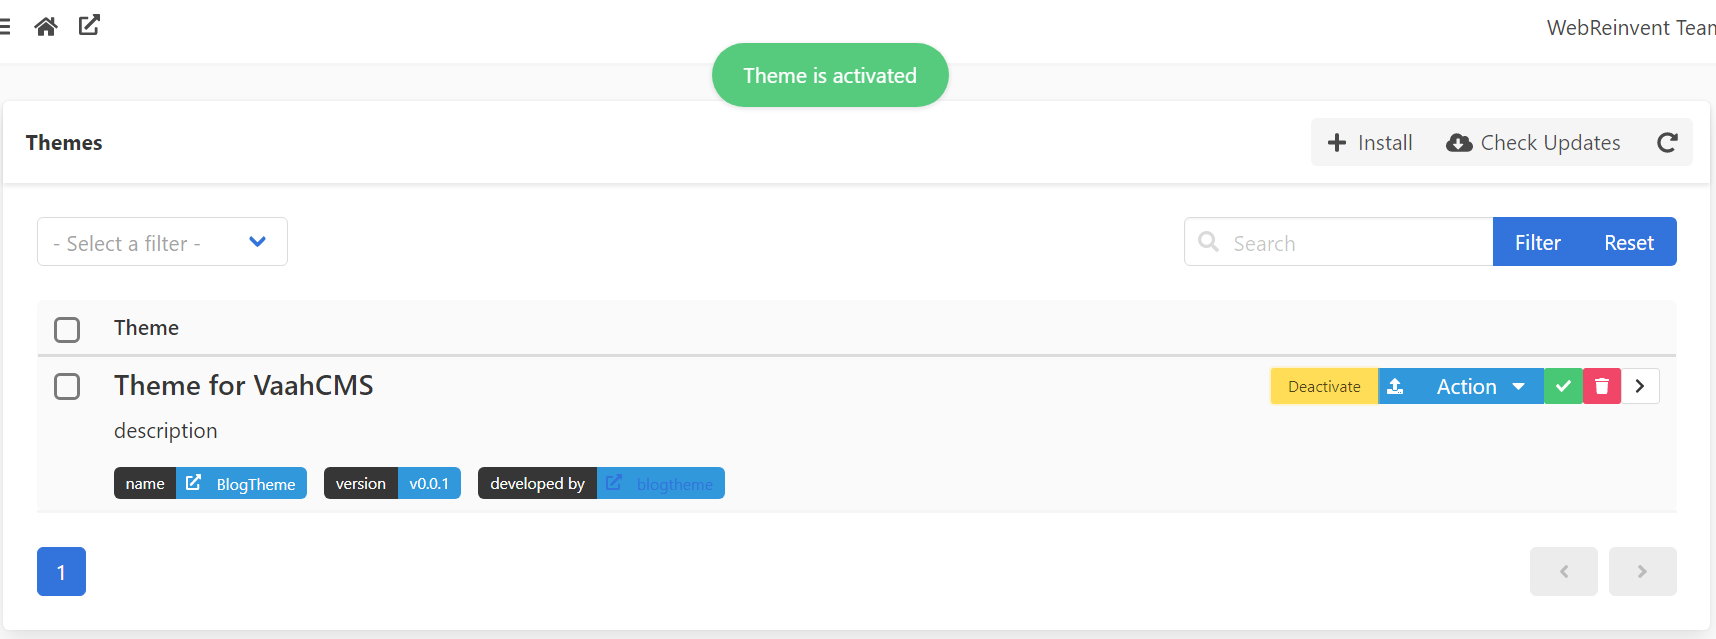 WebReinvent Team
Theme is activated
Themes
Install
Check Updates
- Select a filter -
Search
Filter
Reset
Theme
Theme for VaahCMS
Deactivate
Action
description
name BlogTheme
version v0.0.1
developed by blogtheme
1